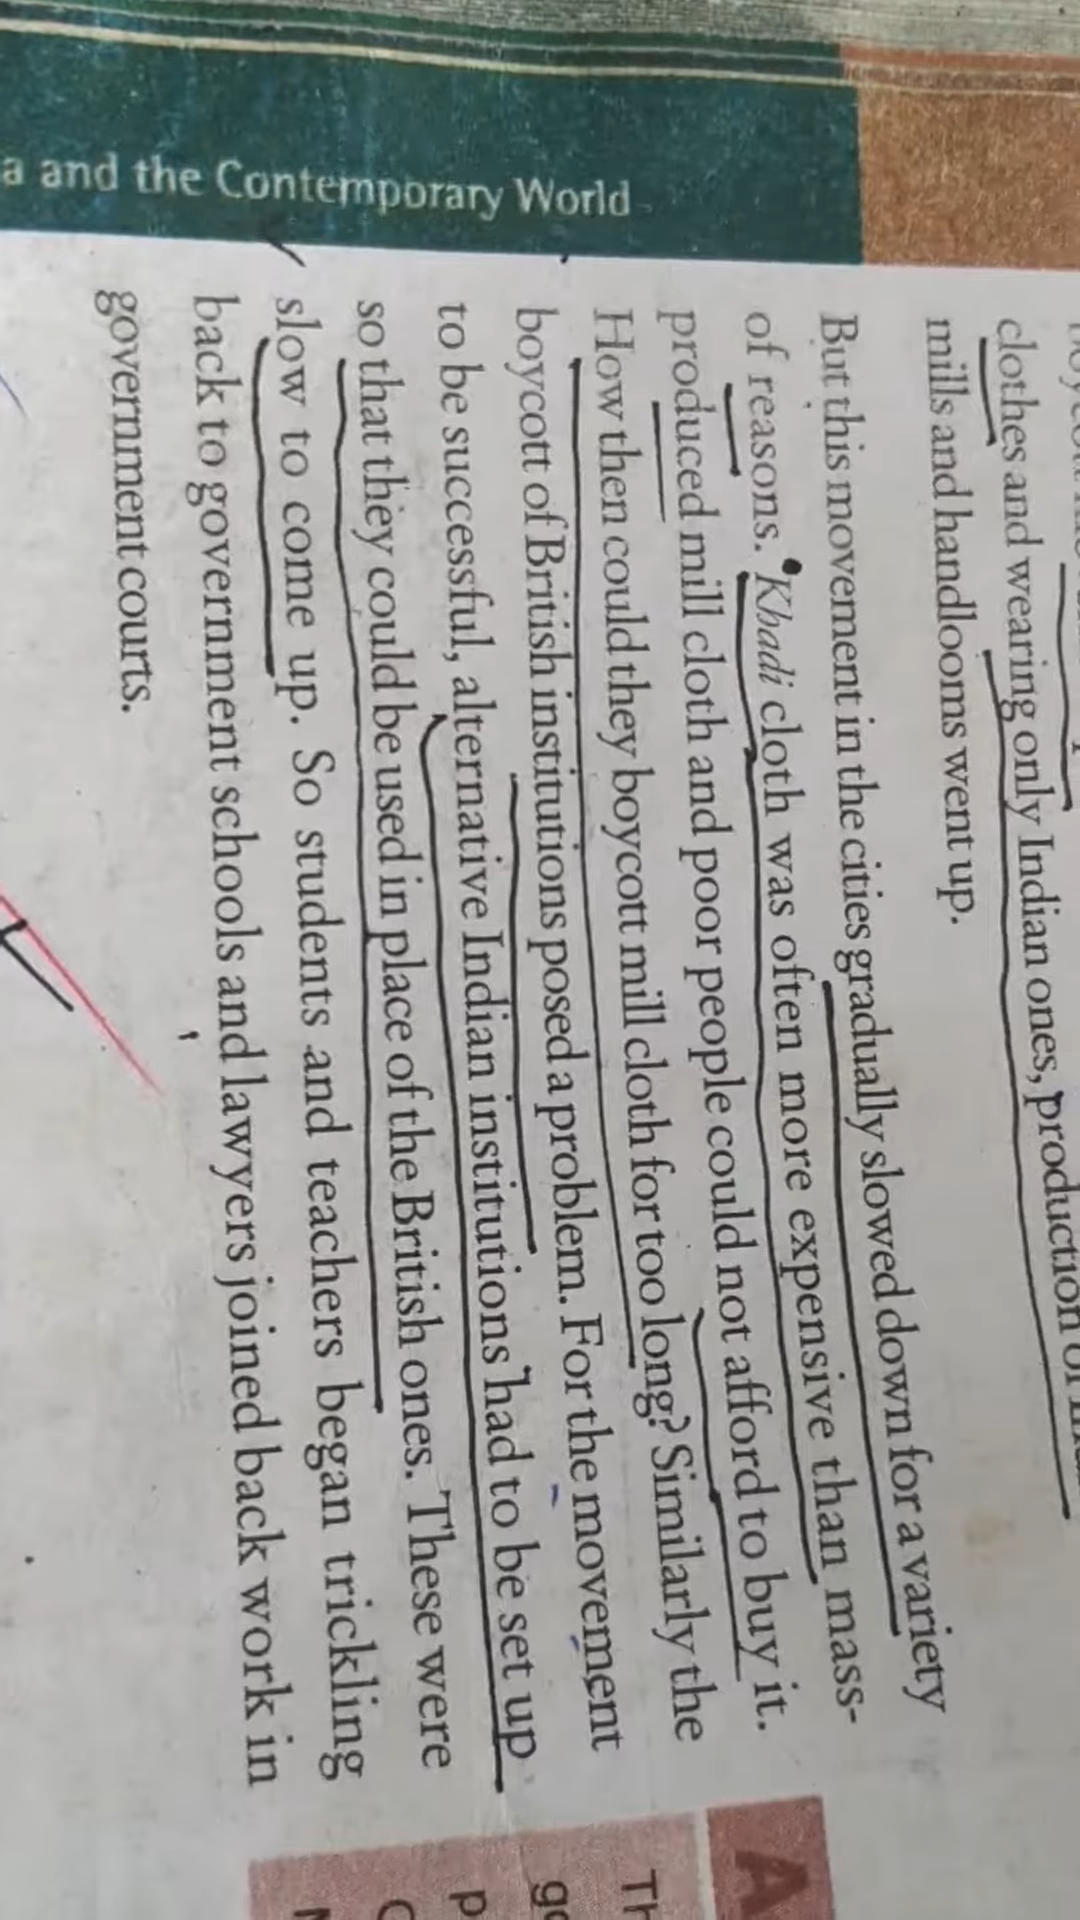 a and the Contemporary World
clothes and wearing only Indian ones, production of
mills and handlooms went up.
But this movement in the cities gradually slowed down for a variety
of reasons. Khadi cloth was often more expensive than mass-
produced mill cloth and poor people could not afford to buy it.
How then could they boycott mill cloth for too long? Similarly the
boycott of British institutions posed a problem. For the movement
to be successful, alternative Indian institutions had to be set up
so that they could be used in place of the British ones. These were
slow to come up. So students and teachers began trickling
back to government schools and lawyers joined back work in
government courts.
A
Th
go
p